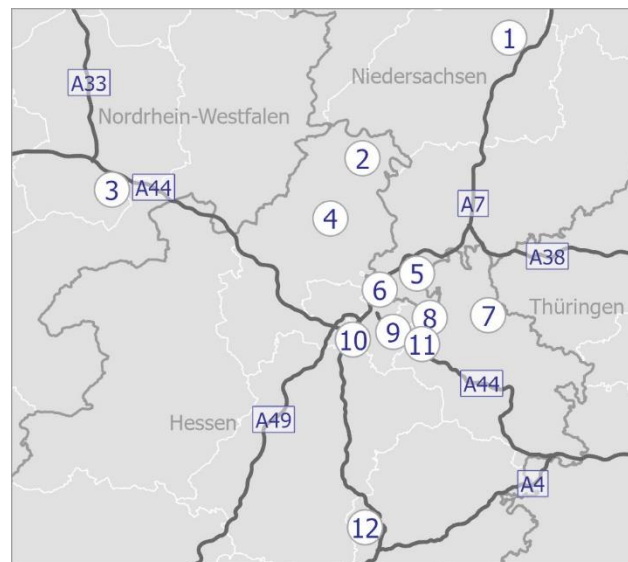 1
Niedersachsen
A33
Nordrhein-Westfalen
2
3
A44
A7
4
A38
5
6
7
Thüringen
8
9
10
11
A44
Hessen
A49
A4
12